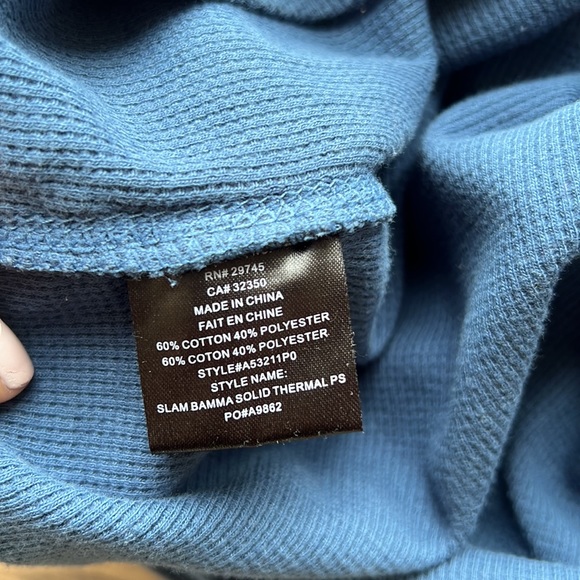 RN# 29745
CA# 32350
MADE IN CHINA
FAIT EN CHINE
60% COTTON 40% POLYESTER
60% COTON 40% POLYESTER
STYLE#A53211P0
STYLE NAME:
SLAM BAMMA SOLID THERMAL PS
PO#A9862